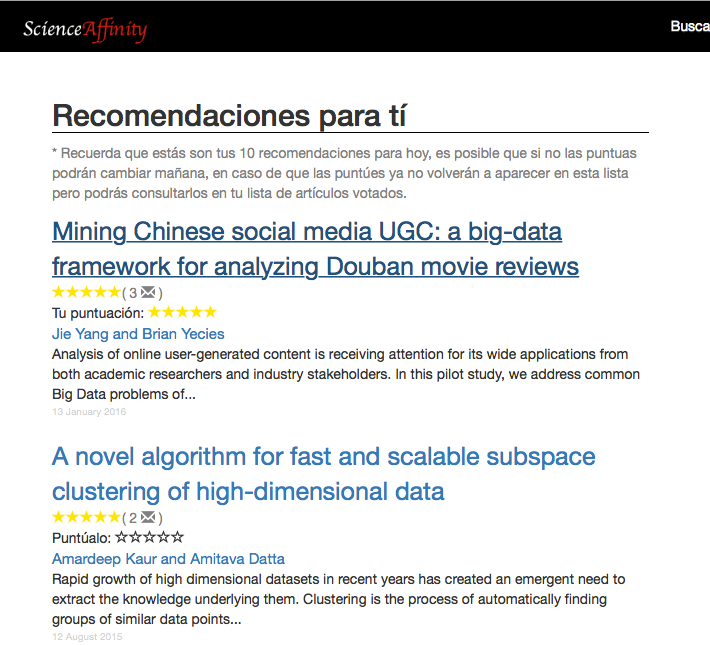 ScienceAffinity
Busca
Recomendaciones para tí
* Recuerda que estás son tus 10 recomendaciones para hoy, es posible que si no las puntuas
podrán cambiar mañana, en caso de que las puntúes ya no volverán a aparecer en esta lista
pero podrás consultarlos en tu lista de artículos votados.
Mining Chinese social media UGC: a big-data
framework for analyzing Douban movie reviews
★★★★★( 3 ✉ )
Tu puntuación: ★★★★★
Jie Yang and Brian Yecies
Analysis of online user-generated content is receiving attention for its wide applications from
both academic researchers and industry stakeholders. In this pilot study, we address common
Big Data problems of...
13 January 2016
A novel algorithm for fast and scalable subspace
clustering of high-dimensional data
★★★★★( 2 ✉ )
Puntúalo: ☆☆☆☆☆
Amardeep Kaur and Amitava Datta
Rapid growth of high dimensional datasets in recent years has created an emergent need to
extract the knowledge underlying them. Clustering is the process of automatically finding
groups of similar data points...
12 August 2015